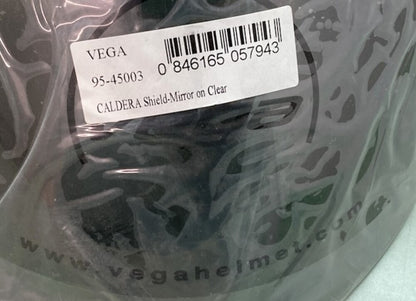 VEGA
95-45003
0 846165 057943
CALDERA Shield-Mirror on Clear
www.vegahelmet.com